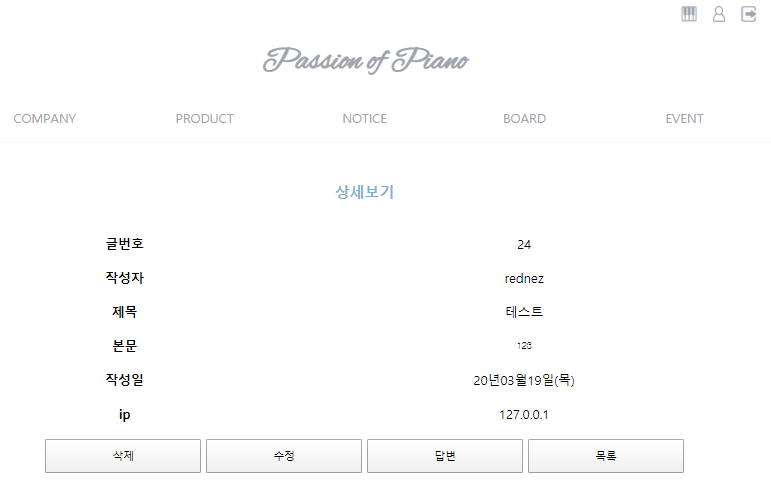 Passion of Piano
COMPANY PRODUCT NOTICE BOARD EVENT
상세보기
글번호 24
작성자 rednez
제목 테스트
본문 123
작성일 20년03월19일(목)
ip 127.0.0.1
삭제 수정 답변 목록